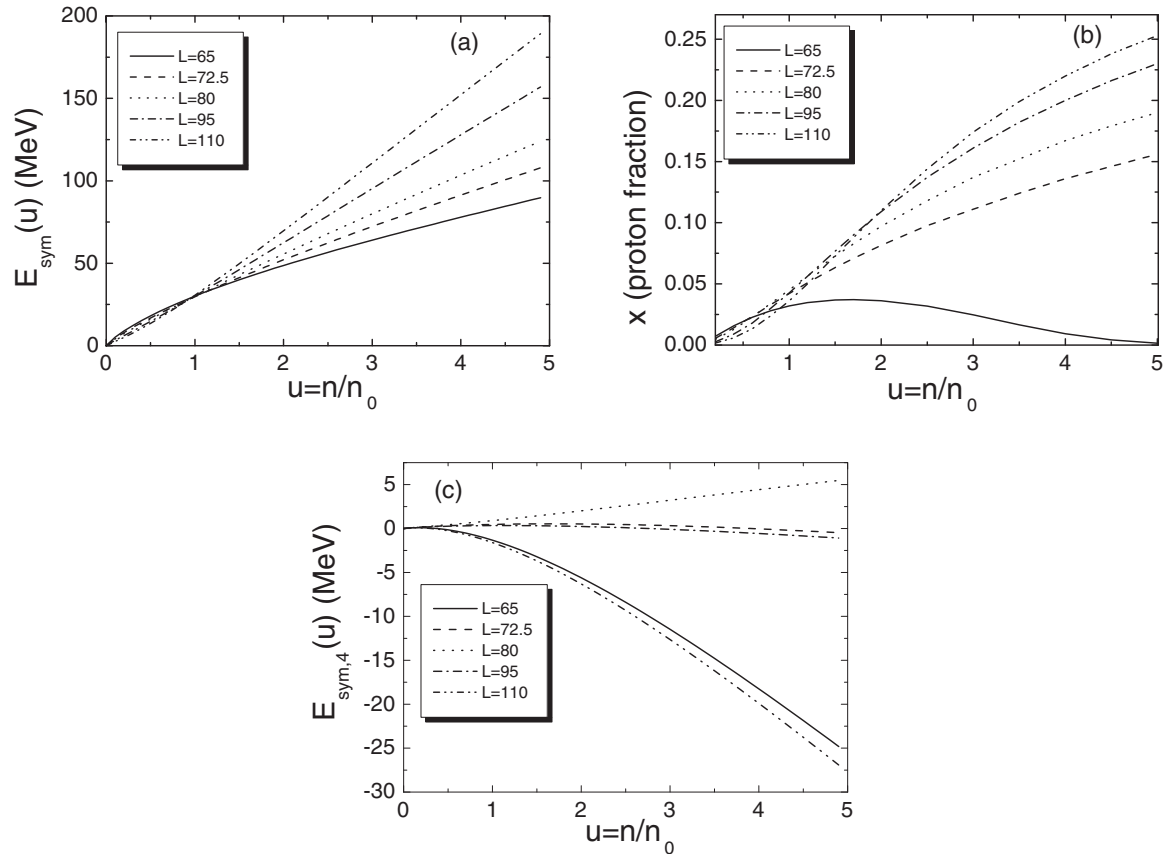 (a)
L=65
L=72.5
L=80
L=95
L=110
200
150
100
50
0
E_sym(u) (MeV)
0 1 2 3 4 5
u=n/n_0
(b)
L=65
L=72.5
L=80
L=95
L=110
0.25
0.20
0.15
0.10
0.05
0.00
x (proton fraction)
1 2 3 4 5
u=n/n_0
(c)
5
0
-5
-10
-15
-20
-25
-30
E_sym,4(u) (MeV)
L=65
L=72.5
L=80
L=95
L=110
0 1 2 3 4 5
u=n/n_0